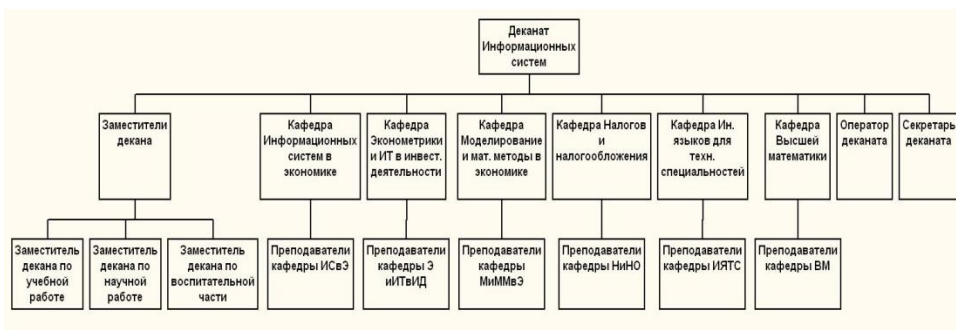 Деканат
Информационных
систем
Заместители
декана
Кафедра
Информационных
систем в
экономике
Кафедра
Эконометрики
и ИТ в инвест.
деятельности
Кафедра
Моделирование
и мат. методы в
экономике
Кафедра Налогов
и
налогообложения
Кафедра Ин.
языков для
техн.
специальностей
Кафедра
Высшей
математики
Оператор
деканата
Секретарь
деканата
Заместитель
декана по
учебной
работе
Заместитель
декана по
научной
работе
Заместитель
декана по
воспитательной
части
Преподаватели
кафедры ИСвЭ
Преподаватели
кафедры Э
иИТвИД
Преподаватели
кафедры
МиММвЭ
Преподаватели
кафедры НиНО
Преподаватели
кафедры ИЯТС
Преподаватели
кафедры ВМ